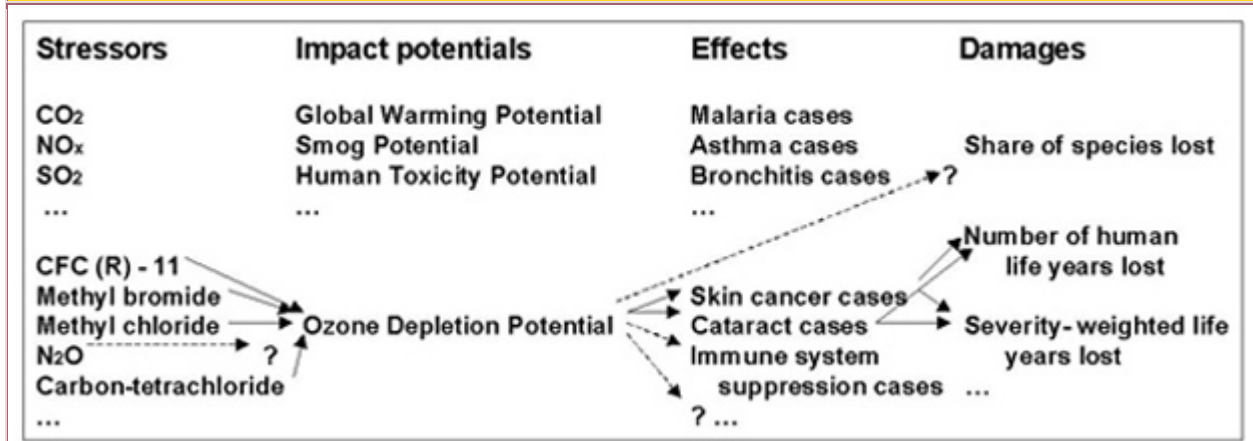 Stressors Impact potentials Effects Damages
CO₂ Global Warming Potential Malaria cases
NOₓ Smog Potential Asthma cases Share of species lost
SO₂ Human Toxicity Potential Bronchitis cases ?
... ... ...
Number of human
CFC (R) - 11 life years lost
Methyl bromide Skin cancer cases
Methyl chloride Ozone Depletion Potential Cataract cases Severity-weighted life
N₂O ? Immune system years lost
Carbon-tetrachloride suppression cases ...
... ? ...